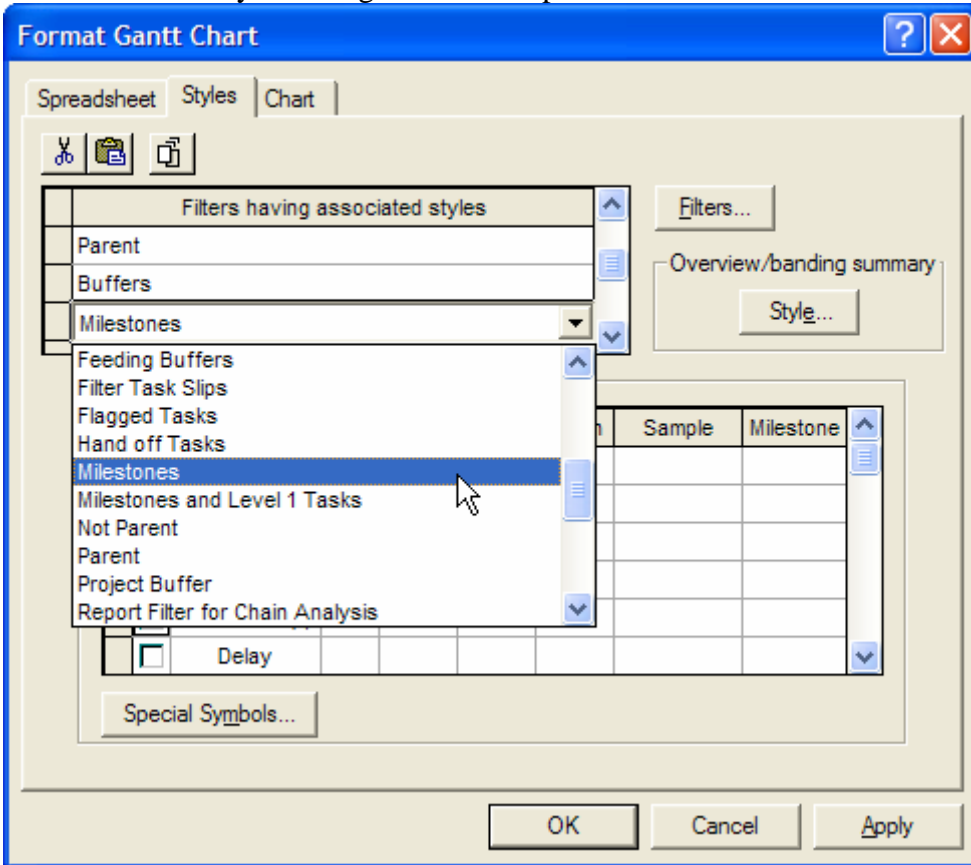 Format Gantt Chart
Spreadsheet Styles Chart
Filters having associated styles
Filters...
Parent
Buffers
Overview/banding summary
Milestones
Style...
Feeding Buffers
Filter Task Slips
Flagged Tasks
Hand off Tasks
Sample Milestone
Milestones
Milestones and Level 1 Tasks
Not Parent
Parent
Project Buffer
Report Filter for Chain Analysis
Delay
Special Symbols...
OK Cancel Apply